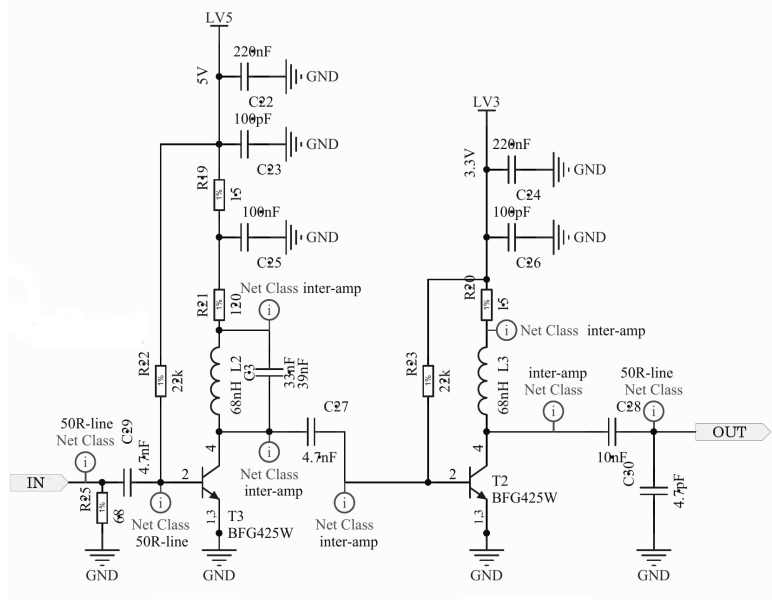 LV5
220nF
5V
GND
C22
100pF
GND
C23
R19
1%
15
100nF
GND
C25
Net Class inter-amp
i
R21
1%
120
R22
1%
22k
L2
68nH
C3
33nF
39nF
C27
4.7nF
4
50R-line
Net Class
i
C29
4.7nF
IN
R25
1%
68
GND
2
i
Net Class
50R-line
1,3
T3
BFG425W
GND
i
Net Class
inter-amp
i
Net Class
inter-amp
LV3
220nF
3.3V
GND
C24
100pF
GND
C26
R20
1%
15
i
Net Class inter-amp
R23
1%
22k
L3
68nH
inter-amp
Net Class
i
50R-line
Net Class
i
C28
10nF
OUT
C30
4.7pF
GND
4
2
T2
BFG425W
1,3
GND